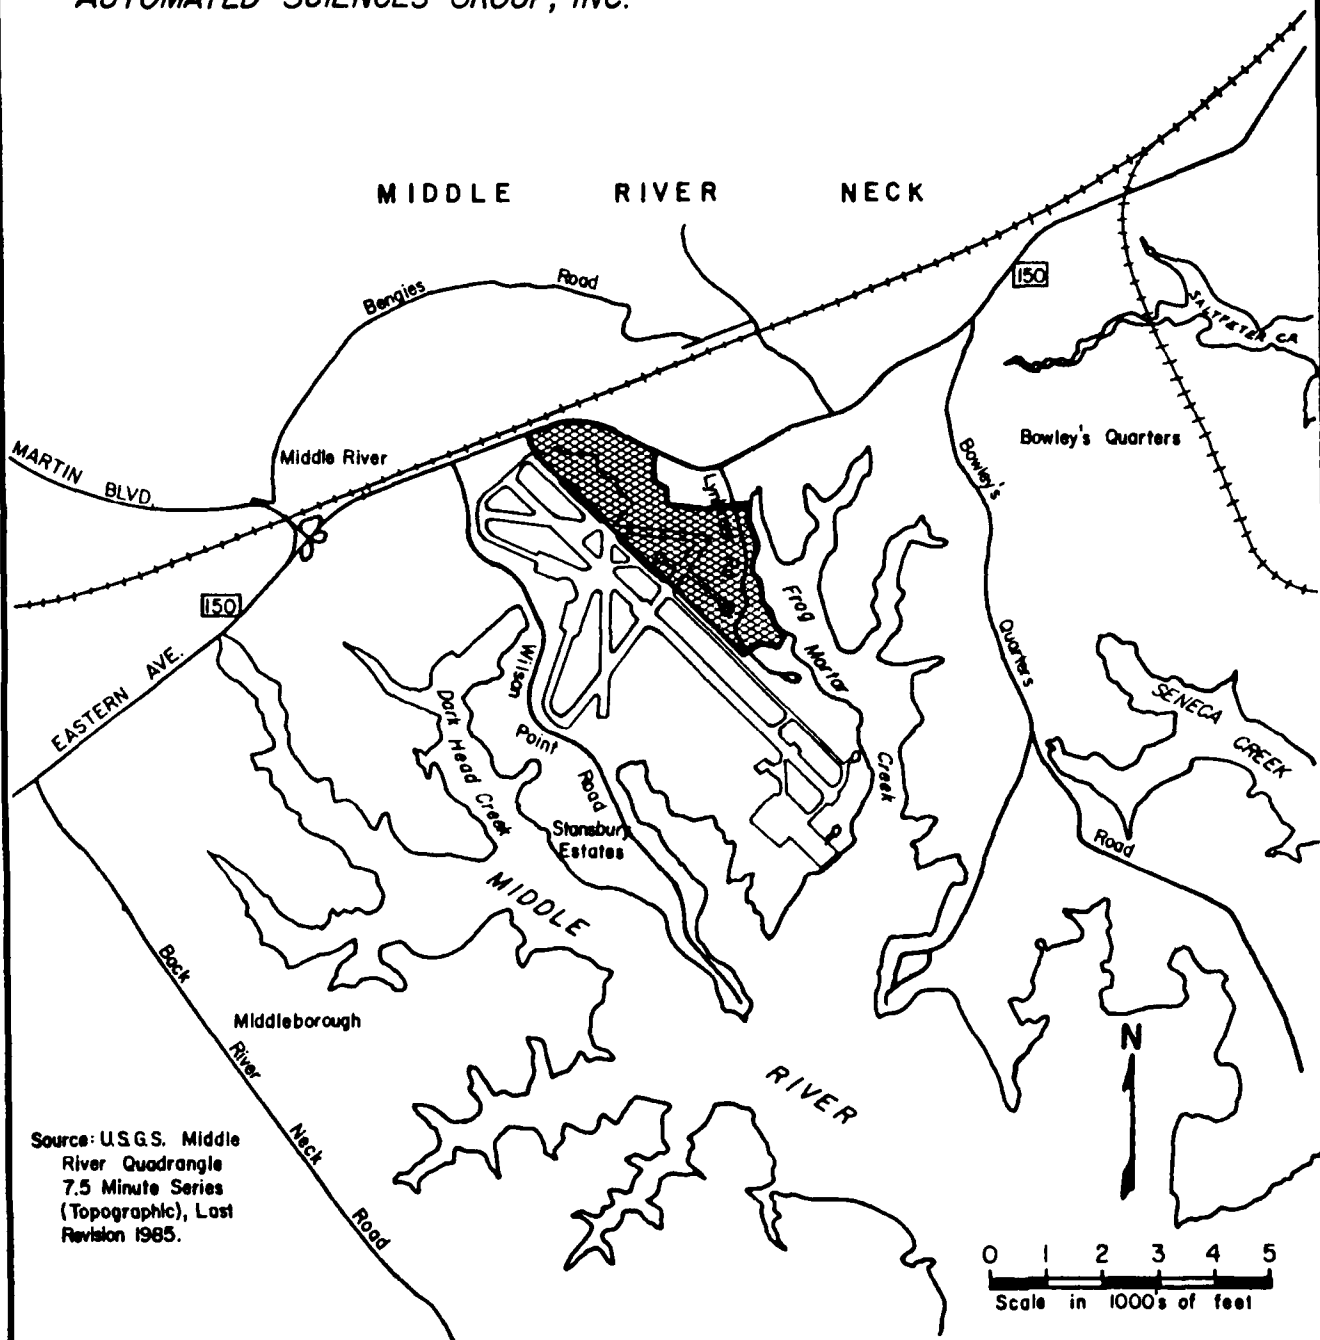 AUTOMATED SCIENCES GROUP, INC.
MIDDLE RIVER NECK
Bengies Road
150
SALTPETER CR
MARTIN BLVD.
Middle River
Bowley's Quarters
Bowley's
Quarters
Road
Frog
Mortar
Creek
150
EASTERN AVE.
Wilson
Point
Road
Dark Head Creek
SENECA
CREEK
Stansbury
Estates
MIDDLE
RIVER
Back
River
Neck
Road
Middleborough
N
Source: U.S.G.S. Middle
River Quadrangle
7.5 Minute Series
(Topographic), Last
Revision 1985.
0 1 2 3 4 5
Scale in 1000's of feet